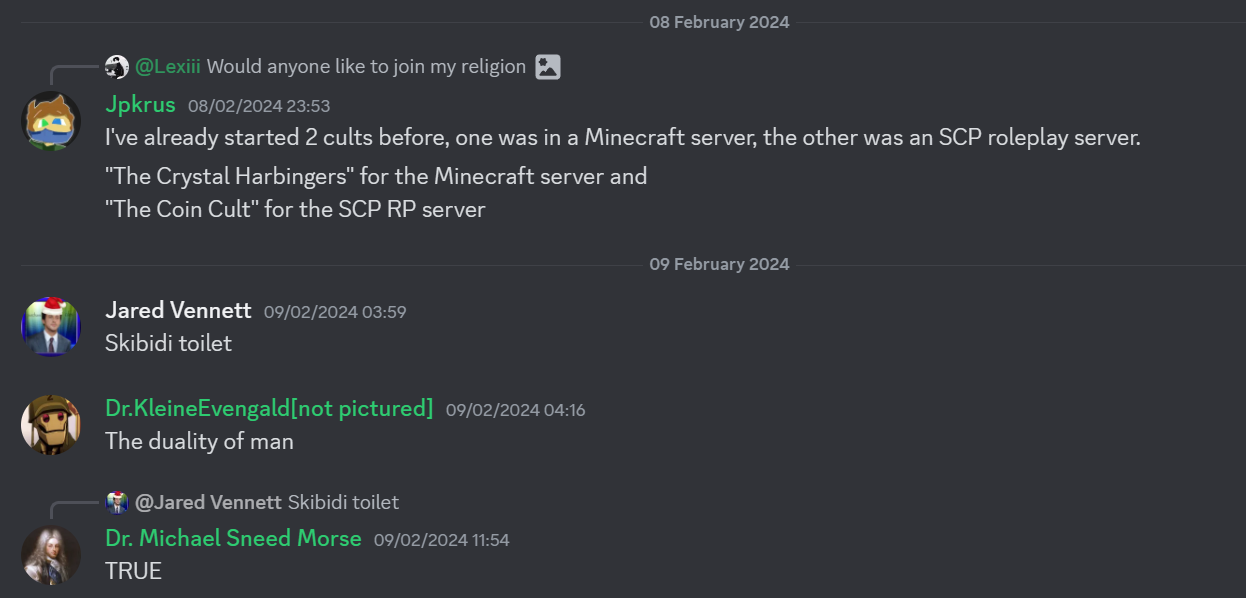 08 February 2024
@Lexiii Would anyone like to join my religion
Jpkrus 08/02/2024 23:53
I've already started 2 cults before, one was in a Minecraft server, the other was an SCP roleplay server.
"The Crystal Harbingers" for the Minecraft server and
"The Coin Cult" for the SCP RP server
09 February 2024
Jared Vennett 09/02/2024 03:59
Skibidi toilet
Dr.KleineEvengald[not pictured] 09/02/2024 04:16
The duality of man
@Jared Vennett Skibidi toilet
Dr. Michael Sneed Morse 09/02/2024 11:54
TRUE